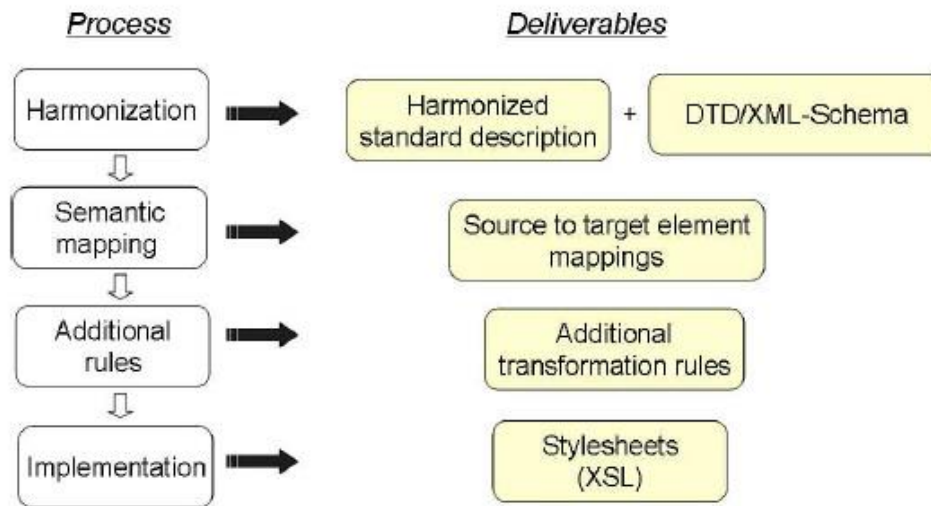 Process
Deliverables
Harmonization
Harmonized
standard description
+
DTD/XML-Schema
Semantic
mapping
Source to target element
mappings
Additional
rules
Additional
transformation rules
Implementation
Stylesheets
(XSL)